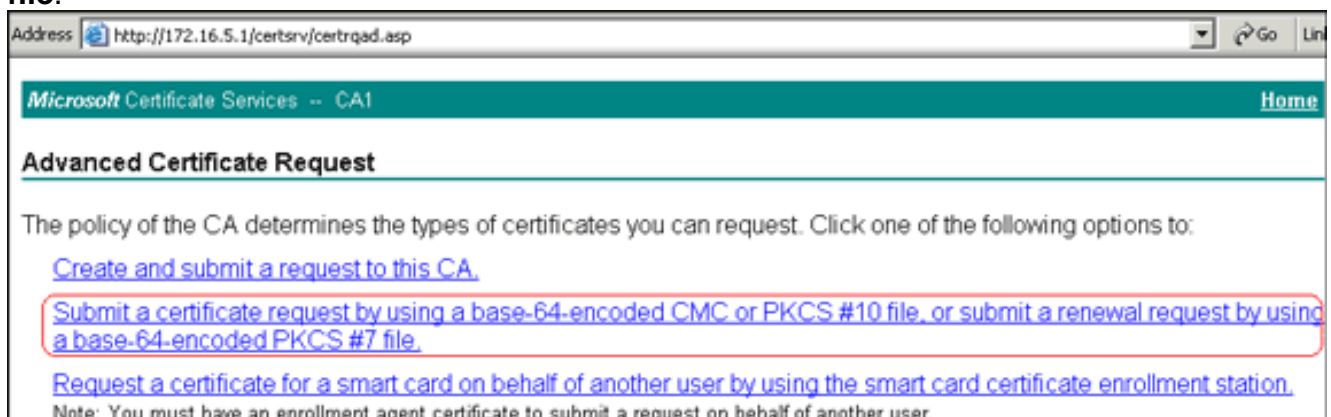 file.
Address http://172.16.5.1/certsrv/certrqad.asp Go
Microsoft Certificate Services -- CA1 Home
Advanced Certificate Request
The policy of the CA determines the types of certificates you can request. Click one of the following options to:
Create and submit a request to this CA.
Submit a certificate request by using a base-64-encoded CMC or PKCS #10 file, or submit a renewal request by using
a base-64-encoded PKCS #7 file.
Request a certificate for a smart card on behalf of another user by using the smart card certificate enrollment station.
Note: You must have an enrollment agent certificate to submit a request on behalf of another user